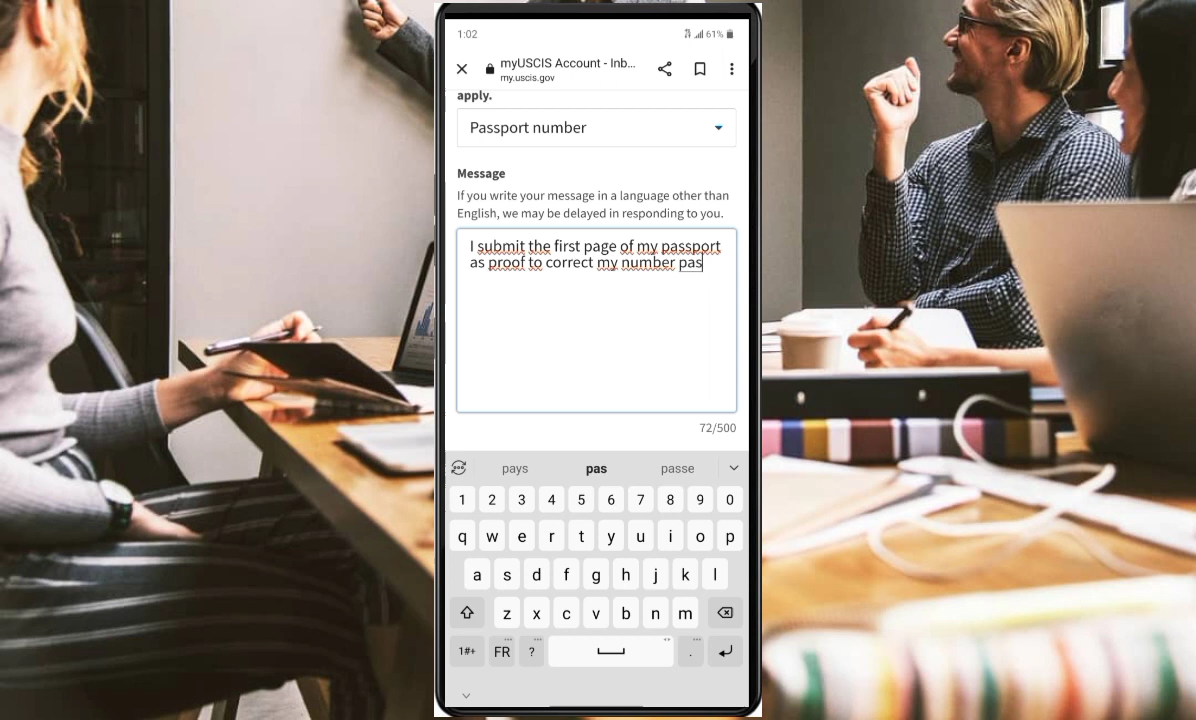 1:02
61%
myUSCIS Account - Inb...
my.uscis.gov
apply.
Passport number
Message
If you write your message in a language other than
English, we may be delayed in responding to you.
I submit the first page of my passport
as proof to correct my number pas
72/500
pays pas passe
1 2 3 4 5 6 7 8 9 0
q w e r t y u i o p
a s d f g h j k l
z x c v b n m
1#+ FR ? .